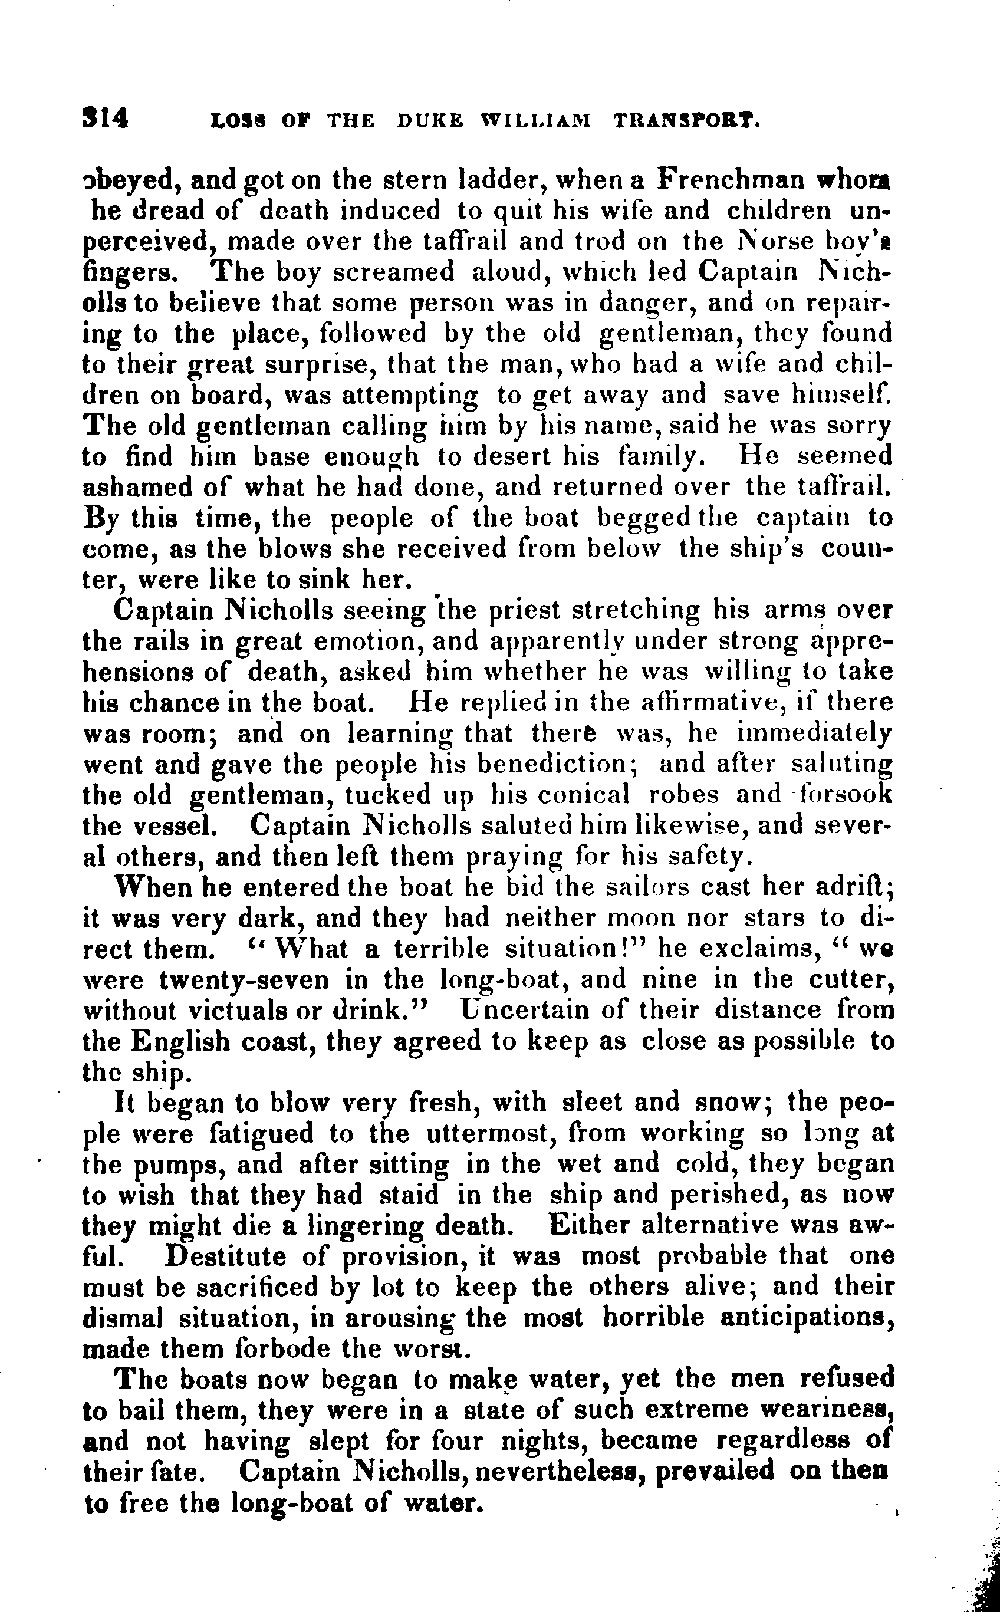 314 LOSS OF THE DUKE WILLIAM TRANSPORT.
obeyed, and got on the stern ladder, when a Frenchman whom
he dread of death induced to quit his wife and children un-
perceived, made over the taffrail and trod on the Norse boy's
fingers. The boy screamed aloud, which led Captain Nich-
olls to believe that some person was in danger, and on repair-
ing to the place, followed by the old gentleman, they found
to their great surprise, that the man, who had a wife and chil-
dren on board, was attempting to get away and save himself.
The old gentleman calling him by his name, said he was sorry
to find him base enough to desert his family. He seemed
ashamed of what he had done, and returned over the taffrail.
By this time, the people of the boat begged the captain to
come, as the blows she received from below the ship's coun-
ter, were like to sink her.
Captain Nicholls seeing the priest stretching his arms over
the rails in great emotion, and apparently under strong appre-
hensions of death, asked him whether he was willing to take
his chance in the boat. He replied in the affirmative, if there
was room; and on learning that there was, he immediately
went and gave the people his benediction; and after saluting
the old gentleman, tucked up his conical robes and forsook
the vessel. Captain Nicholls saluted him likewise, and sever-
al others, and then left them praying for his safety.
When he entered the boat he bid the sailors cast her adrift;
it was very dark, and they had neither moon nor stars to di-
rect them. "What a terrible situation!" he exclaims, "we
were twenty-seven in the long-boat, and nine in the cutter,
without victuals or drink." Uncertain of their distance from
the English coast, they agreed to keep as close as possible to
the ship.
It began to blow very fresh, with sleet and snow; the peo-
ple were fatigued to the uttermost, from working so long at
the pumps, and after sitting in the wet and cold, they began
to wish that they had staid in the ship and perished, as now
they might die a lingering death. Either alternative was aw-
ful. Destitute of provision, it was most probable that one
must be sacrificed by lot to keep the others alive; and their
dismal situation, in arousing the most horrible anticipations,
made them forbode the worst.
The boats now began to make water, yet the men refused
to bail them, they were in a state of such extreme weariness,
and not having slept for four nights, became regardless of
their fate. Captain Nicholls, nevertheless, prevailed on then
to free the long-boat of water.